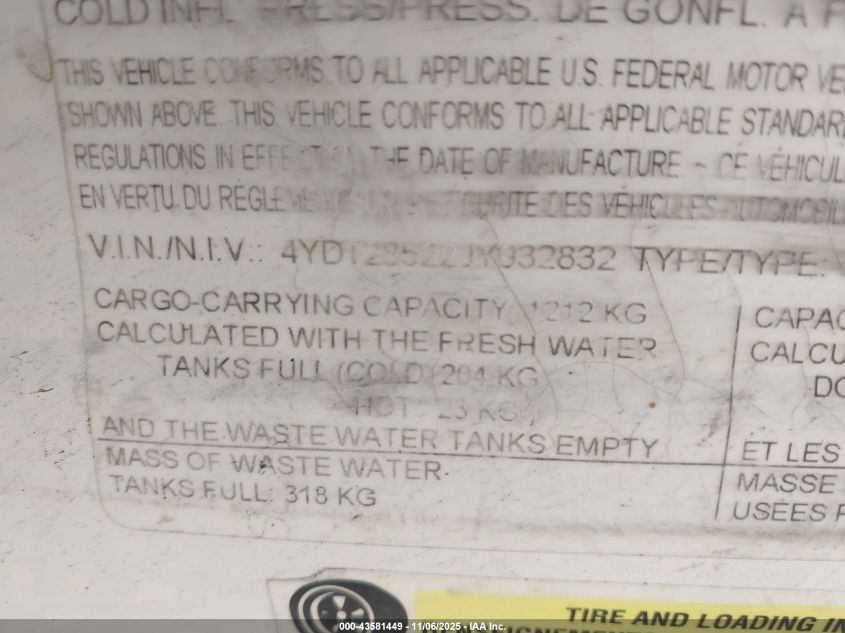 COLD INFL. PRESS/PRESS. DE GONFL. À F
THIS VEHICLE CONFORMS TO ALL APPLICABLE U.S. FEDERAL MOTOR VE
SHOWN ABOVE. THIS VEHICLE CONFORMS TO ALL APPLICABLE STANDAR
REGULATIONS IN EFFECT ON THE DATE OF MANUFACTURE - CE VÉHICUL
EN VERTU DU RÉGLEMENT SUR LA SÉCURITÉ DES VÉHICULES AUTOMOBIL
V.I.N./N.I.V.: TYPE/TYPE:
CARGO-CARRYING CAPACITY 1212 KG
CALCULATED WITH THE FRESH WATER
TANKS FULL (COLD) 204 KG
HOT 23 KG
AND THE WASTE WATER TANKS EMPTY
MASS OF WASTE WATER
TANKS FULL: 318 KG
CAPAC
CALCU
DO
ET LES
MASSE
USÉES
TIRE AND LOADING IN
000-43581449 - 11/06/2025 - IAA Inc.